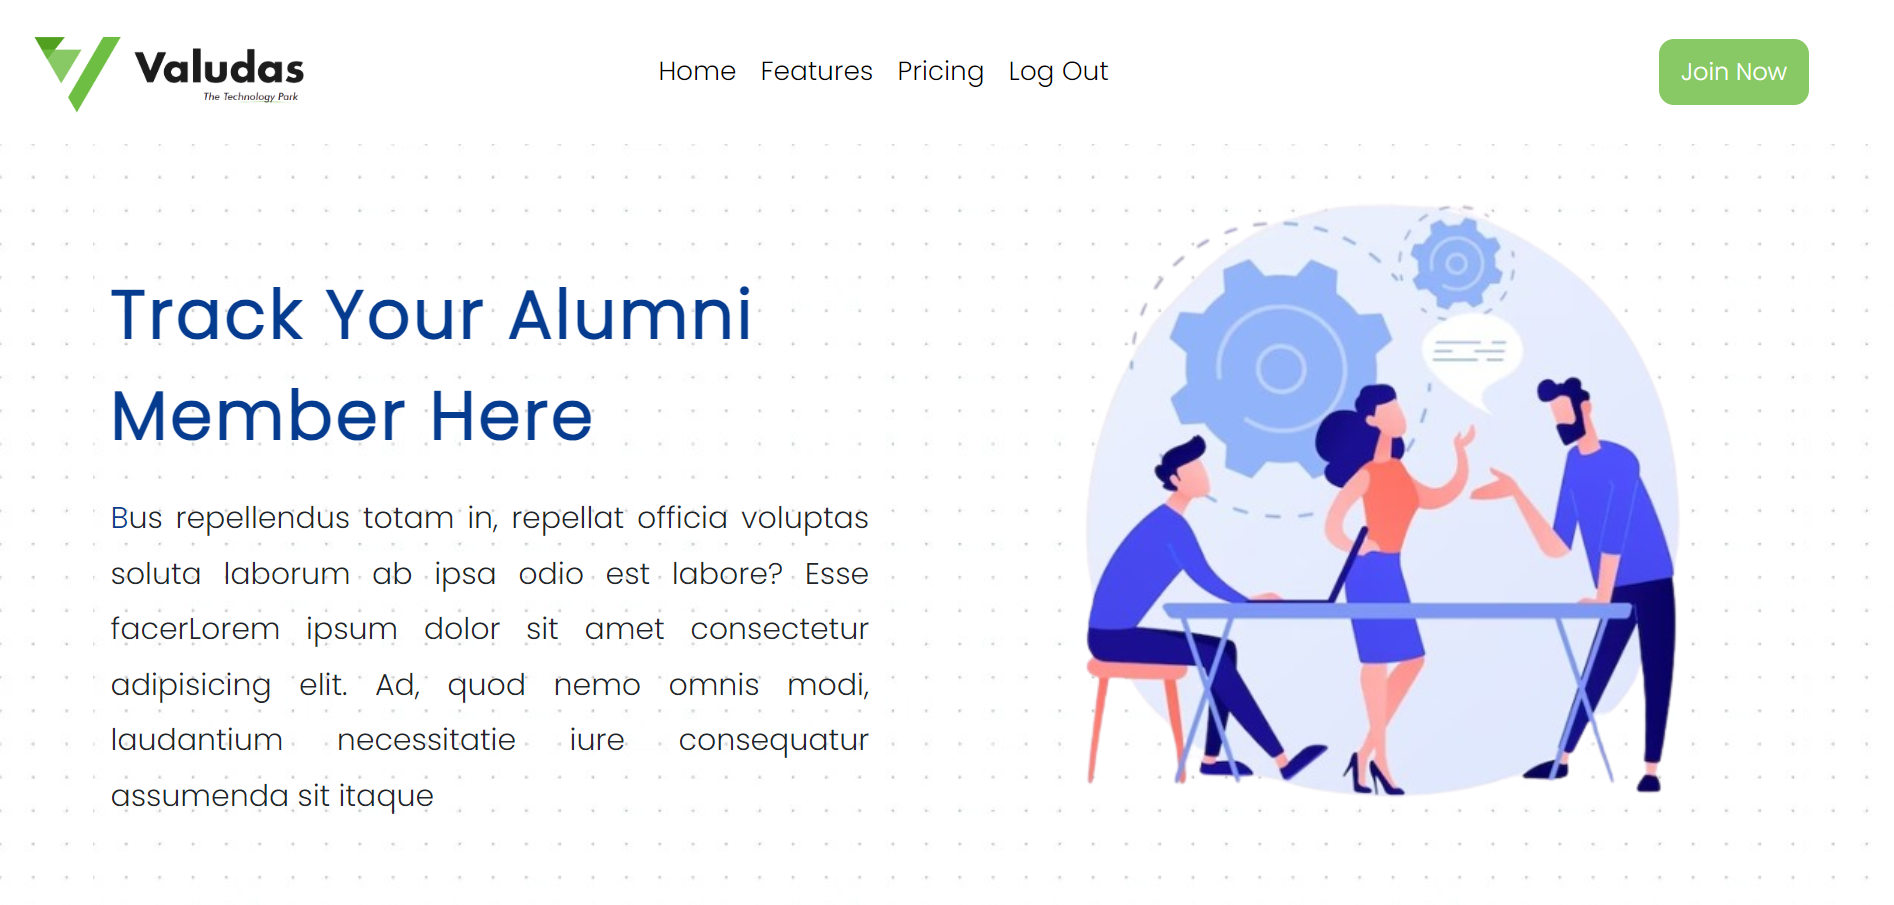 Valudas
The Technology Park
Home Features Pricing Log Out
Join Now
Track Your Alumni
Member Here
Bus repellendus totam in, repellat officia voluptas
soluta laborum ab ipsa odio est labore? Esse
facerLorem ipsum dolor sit amet consectetur
adipisicing elit. Ad, quod nemo omnis modi,
laudantium necessitatie iure consequatur
assumenda sit itaque